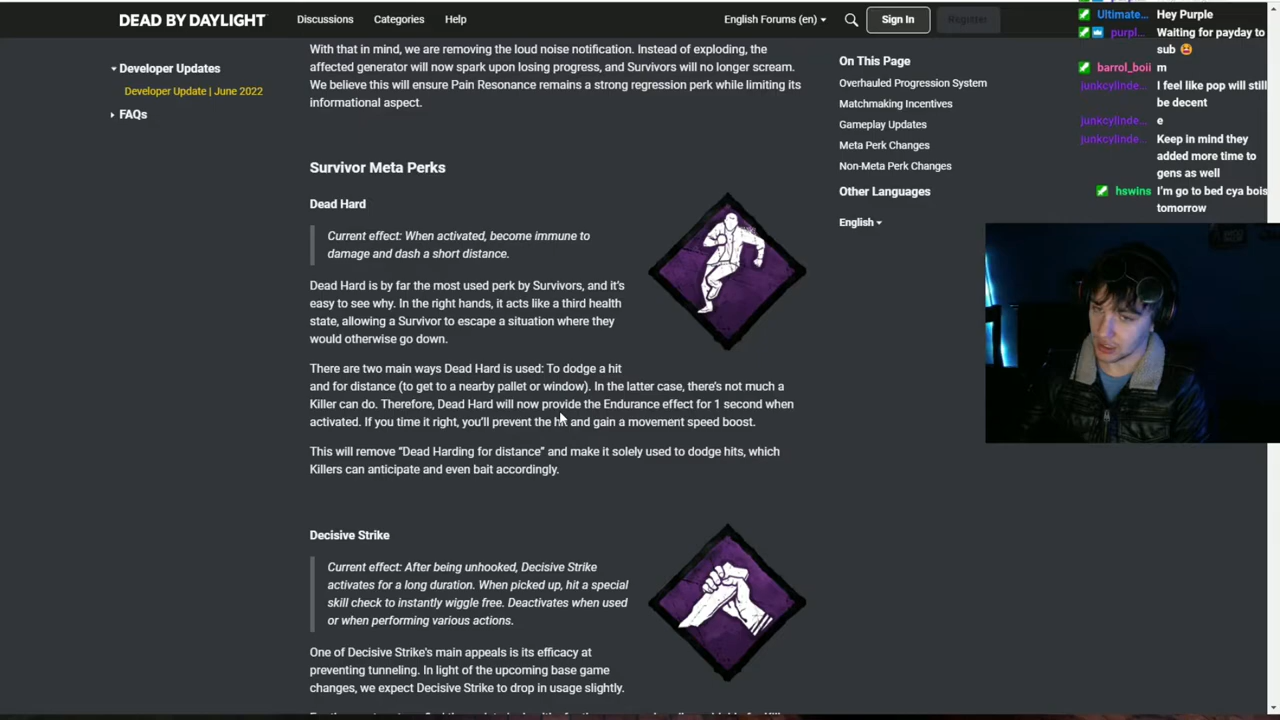 DEAD BY DAYLIGHT
Discussions
Categories
Help
English Forums (en)
Sign In
Register
Developer Updates
Developer Update | June 2022
FAQs
With that in mind, we are removing the loud noise notification. Instead of exploding, the
affected generator will now spark upon losing progress, and Survivors will no longer scream.
We believe this will ensure Pain Resonance remains a strong regression perk while limiting its
informational aspect.
Survivor Meta Perks
Dead Hard
Current effect: When activated, become immune to
damage and dash a short distance.
Dead Hard is by far the most used perk by Survivors, and it's
easy to see why. In the right hands, it acts like a third health
state, allowing a Survivor to escape a situation where they
would otherwise go down.
There are two main ways Dead Hard is used: To dodge a hit
and for distance (to get to a nearby pallet or window). In the latter case, there's not much a
Killer can do. Therefore, Dead Hard will now provide the Endurance effect for 1 second when
activated. If you time it right, you'll prevent the hit and gain a movement speed boost.
This will remove “Dead Harding for distance” and make it solely used to dodge hits, which
Killers can anticipate and even bait accordingly.
Decisive Strike
Current effect: After being unhooked, Decisive Strike
activates for a long duration. When picked up, hit a special
skill check to instantly wiggle free. Deactivates when used
or when performing various actions.
One of Decisive Strike's main appeals is its efficacy at
preventing tunneling. In light of the upcoming base game
changes, we expect Decisive Strike to drop in usage slightly.
On This Page
Overhauled Progression System
Matchmaking Incentives
Gameplay Updates
Meta Perk Changes
Non-Meta Perk Changes
Other Languages
English
Ultimate... Hey Purple
purpl... Waiting for payday to
sub
barrol_boii m
junkcylinde... I feel like pop will still
be decent
junkcylinde... e
junkcylinde... Keep in mind they
added more time to
gens as well
hswins I'm go to bed cya bois
tomorrow